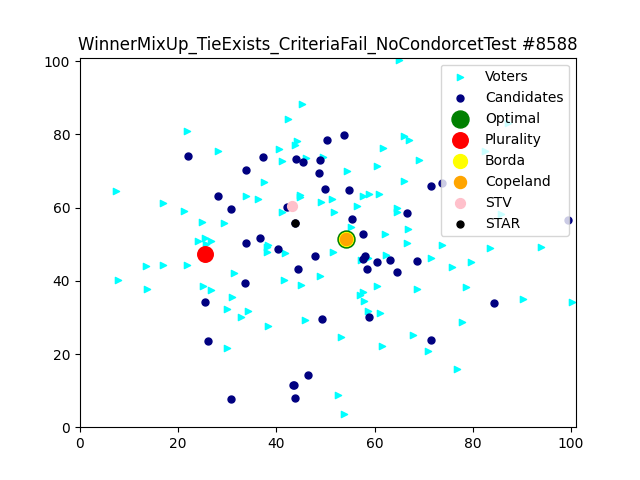 WinnerMixUp_TieExists_CriteriaFail_NoCondorcetTest #8588
100
80
60
40
20
0
0 20 40 60 80 100
Voters
Candidates
Optimal
Plurality
Borda
Copeland
STV
STAR